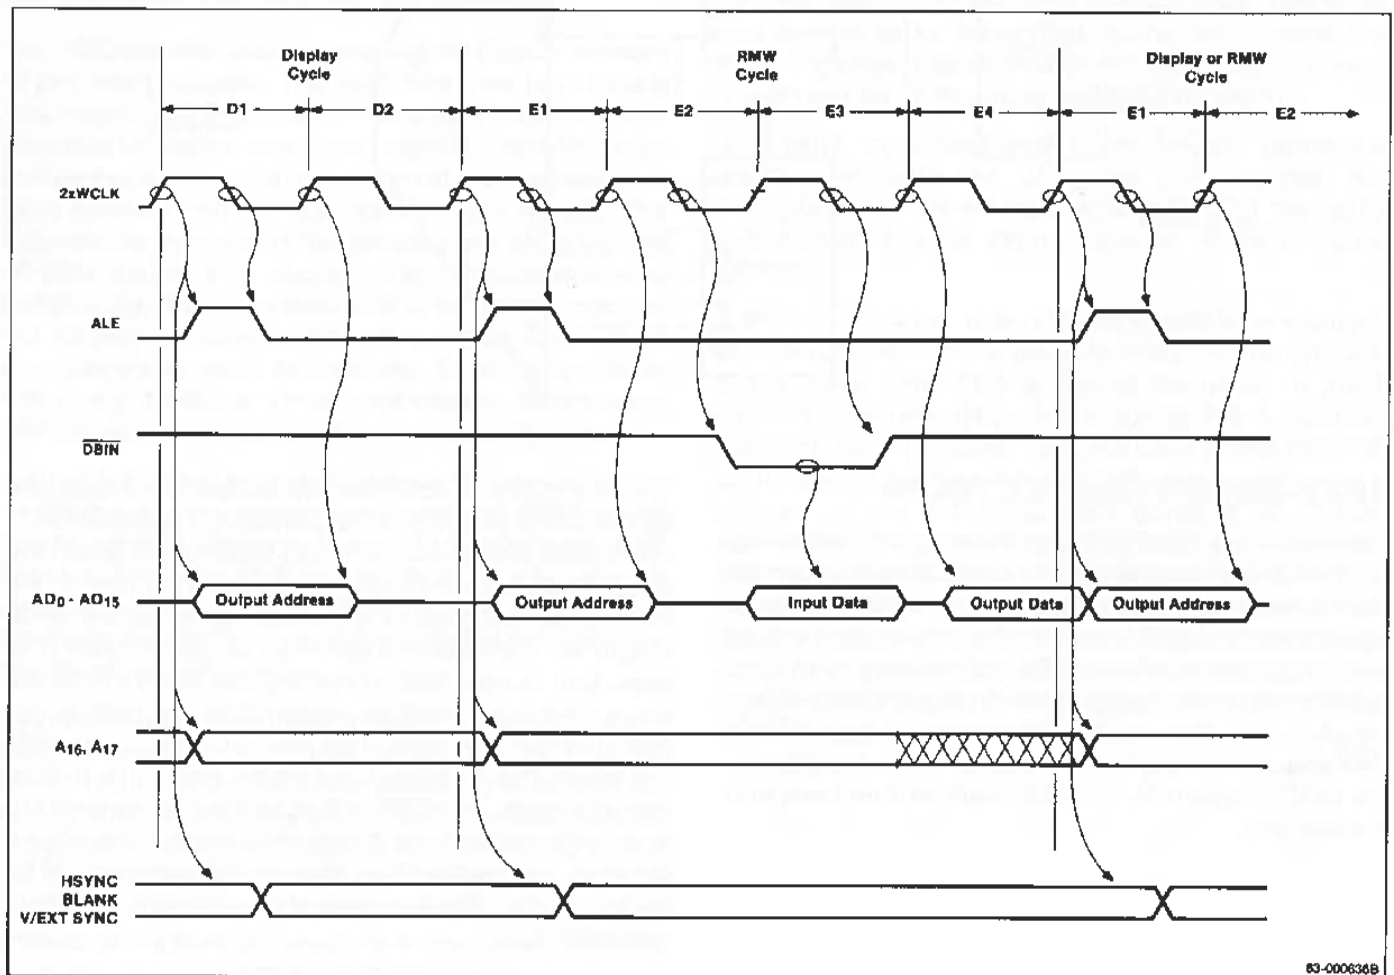 Display
Cycle
RMW
Cycle
Display or RMW
Cycle
D1 D2 E1 E2 E3 E4 E1 E2
2xWCLK
ALE
DBIN
AD0 - AD15 Output Address Output Address Input Data Output Data Output Address
A16, A17
HSYNC
BLANK
V/EXT SYNC
83-000636B